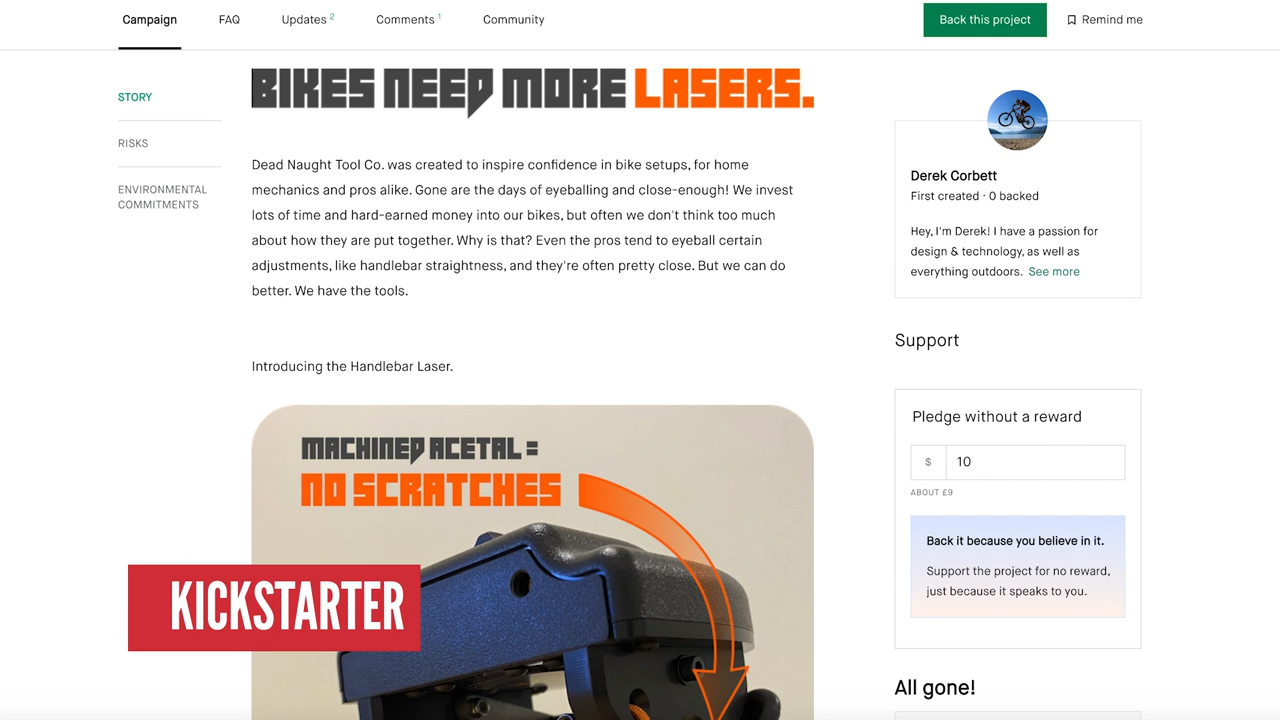 Campaign
FAQ
Updates 2
Comments 1
Community
Back this project
Remind me
STORY
RISKS
ENVIRONMENTAL
COMMITMENTS
BIKES NEED MORE LASERS.
Dead Naught Tool Co. was created to inspire confidence in bike setups, for home
mechanics and pros alike. Gone are the days of eyeballing and close-enough! We invest
lots of time and hard-earned money into our bikes, but often we don't think too much
about how they are put together. Why is that? Even the pros tend to eyeball certain
adjustments, like handlebar straightness, and they're often pretty close. But we can do
better. We have the tools.
Introducing the Handlebar Laser.
MACHINED ACETAL =
NO SCRATCHES
KICKSTARTER
Derek Corbett
First created · 0 backed
Hey, I'm Derek! I have a passion for
design & technology, as well as
everything outdoors. See more
Support
Pledge without a reward
$ 10
ABOUT £9
Back it because you believe in it.
Support the project for no reward,
just because it speaks to you.
All gone!